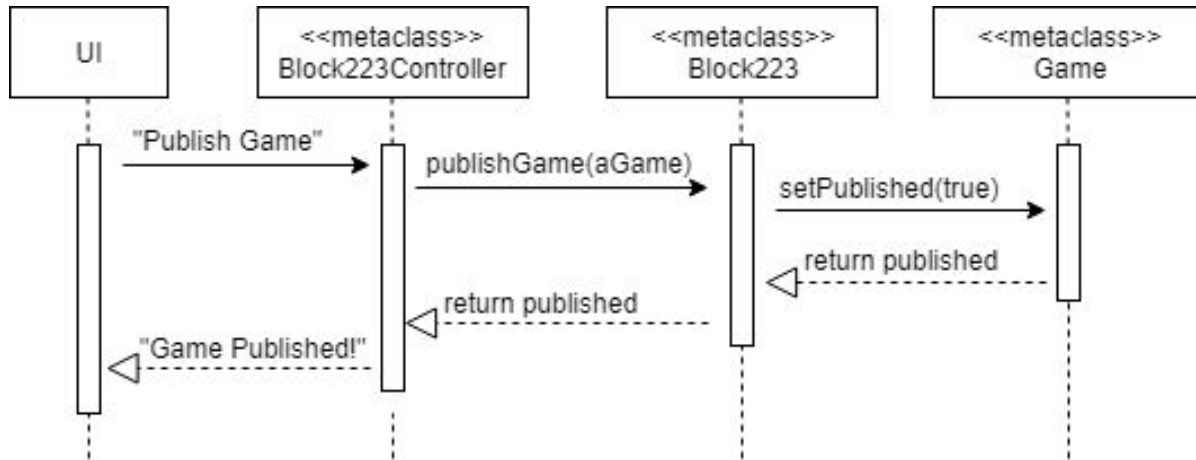 UI
<<metaclass>>
Block223Controller
<<metaclass>>
Block223
<<metaclass>>
Game
"Publish Game"
publishGame(aGame)
setPublished(true)
return published
return published
"Game Published!"